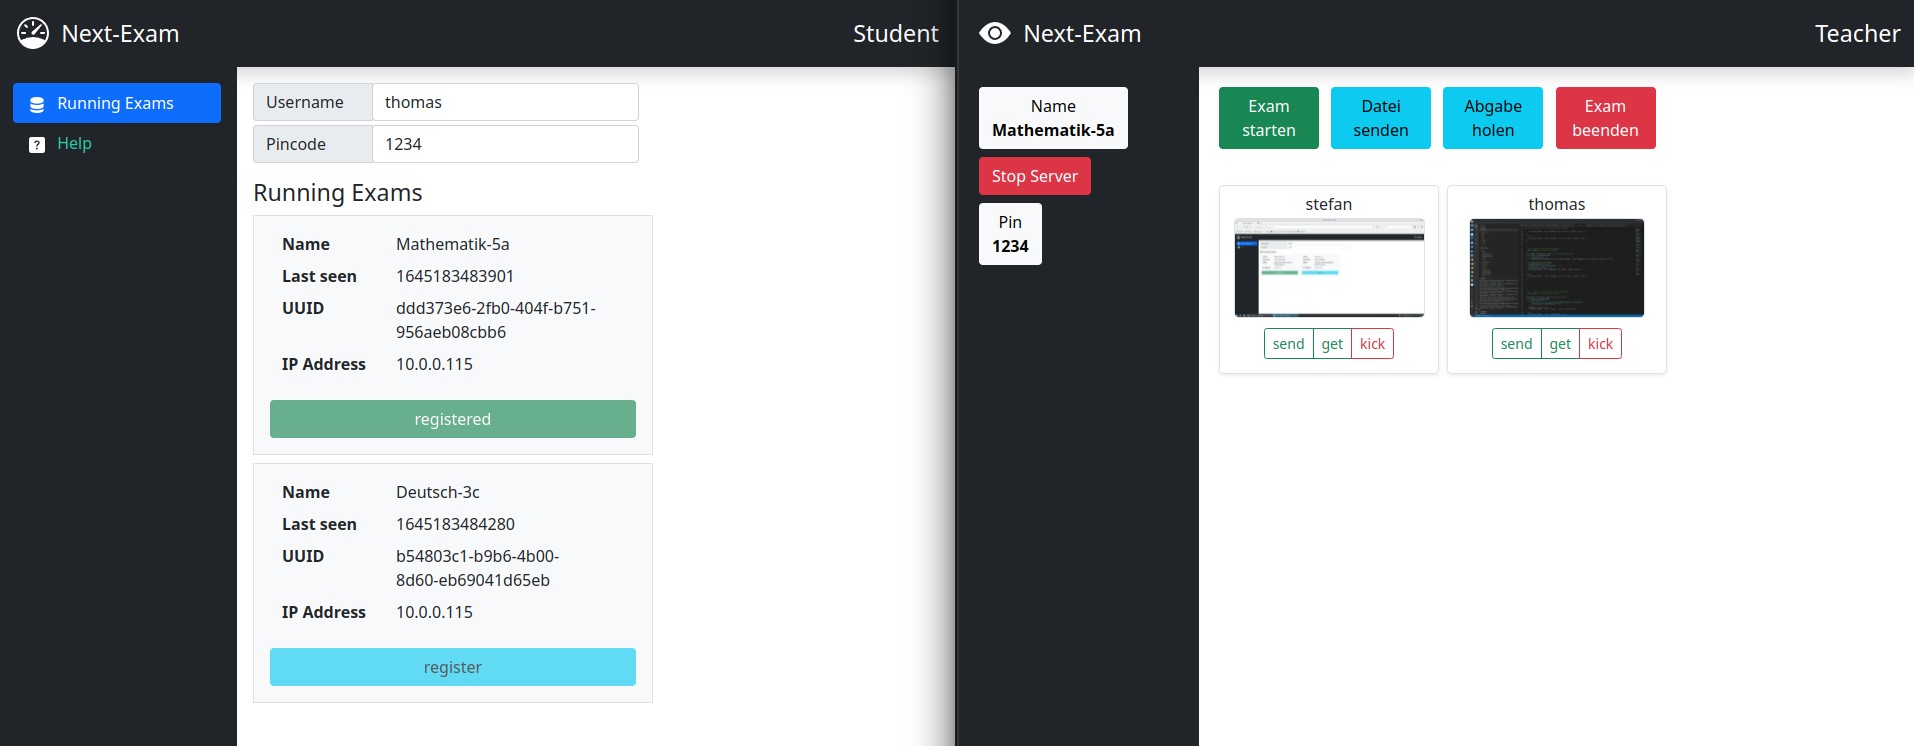 Next-Exam
Student
Running Exams
Help
Username thomas
Pincode 1234
Running Exams
Name Mathematik-5a
Last seen 1645183483901
UUID ddd373e6-2fb0-404f-b751-
956aeb08cbb6
IP Address 10.0.0.115
registered
Name Deutsch-3c
Last seen 1645183484280
UUID b54803c1-b9b6-4b00-
8d60-eb69041d65eb
IP Address 10.0.0.115
register
Next-Exam
Teacher
Name
Mathematik-5a
Stop Server
Pin
1234
Exam
starten
Datei
senden
Abgabe
holen
Exam
beenden
stefan
send get kick
thomas
send get kick